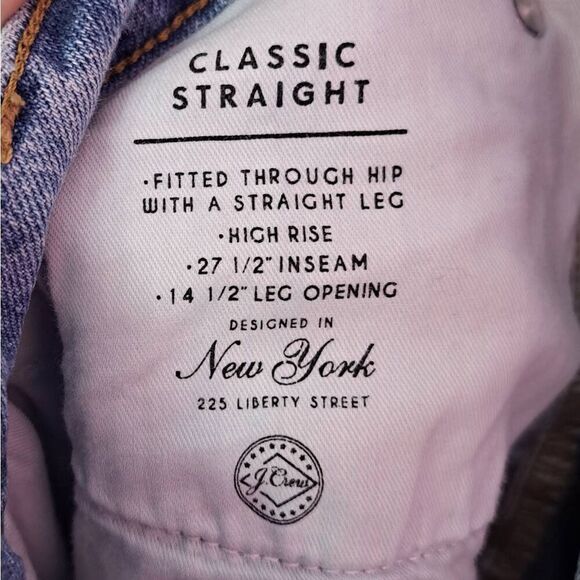 CLASSIC
STRAIGHT
·FITTED THROUGH HIP
WITH A STRAIGHT LEG
·HIGH RISE
·27 1/2" INSEAM
·14 1/2" LEG OPENING
DESIGNED IN
New York
225 LIBERTY STREET
J.Crew